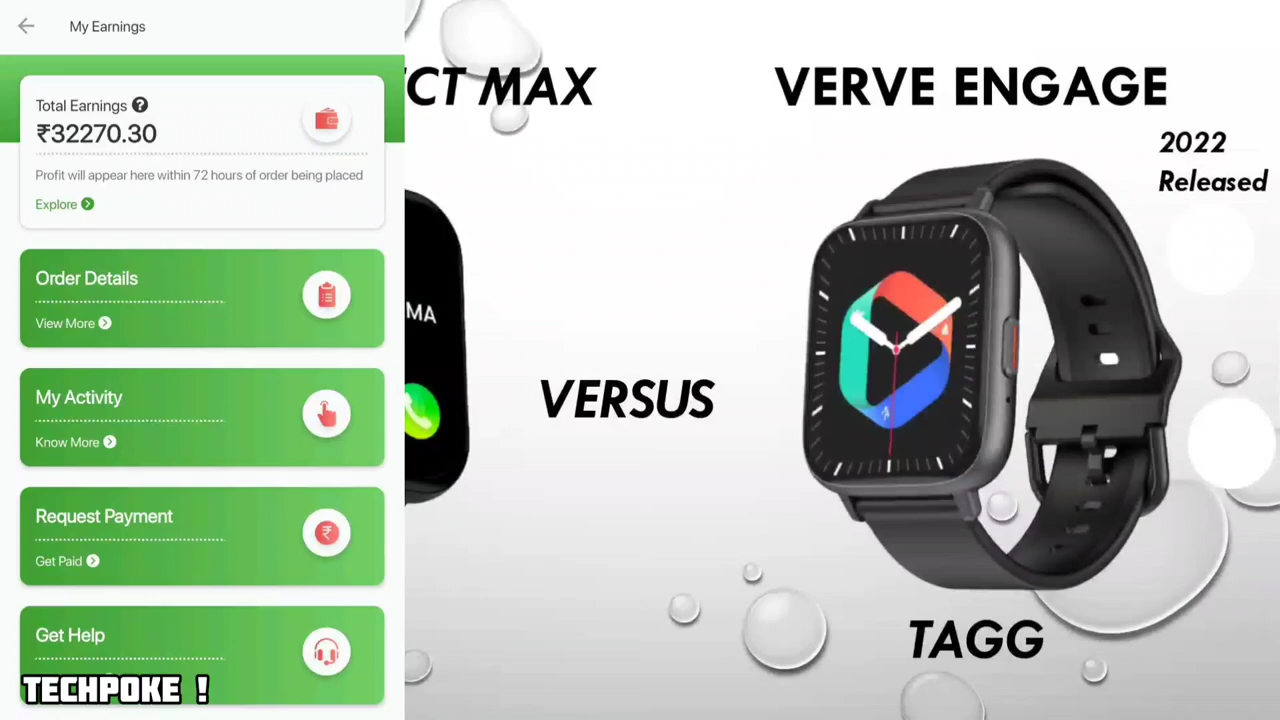 My Earnings
Total Earnings ?
₹32270.30
Profit will appear here within 72 hours of order being placed
Explore
Order Details
View More
My Activity
Know More
Request Payment
₹
Get Paid
Get Help
TECHPOKE !
CT MAX
MA
VERSUS
VERVE ENGAGE
2022
Released
TAGG